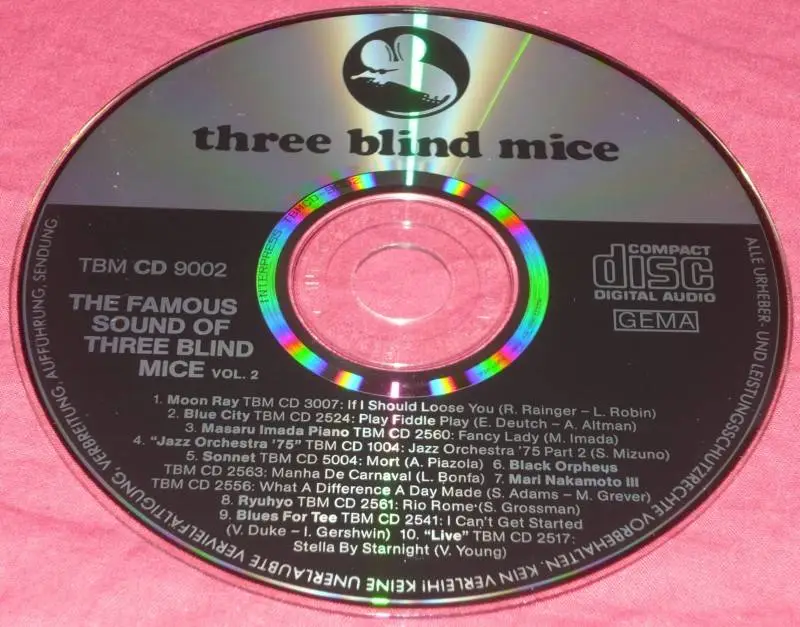 three blind mice
INTERPRESS TBMCD
TBM CD 9002
COMPACT
disc
DIGITAL AUDIO
GEMA
THE FAMOUS
SOUND OF
THREE BLIND
MICE VOL. 2
1. Moon Ray TBM CD 3007: If I Should Loose You (R. Rainger – L. Robin)
2. Blue City TBM CD 2524: Play Fiddle Play (E. Deutch – A. Altman)
3. Masaru Imada Piano TBM CD 2560: Fancy Lady (M. Imada)
4. “Jazz Orchestra ’75” TBM CD 1004: Jazz Orchestra ’75 Part 2 (S. Mizuno)
5. Sonnet TBM CD 5004: Mort (A. Piazola) 6. Black Orpheys
TBM CD 2563: Manha De Carnaval (L. Bonfa) 7. Mari Nakamoto III
TBM CD 2556: What A Difference A Day Made (S. Adams – M. Grever)
8. Ryuhyo TBM CD 2561: Rio Rome (S. Grossman)
9. Blues For Tee TBM CD 2541: I Can’t Get Started
(V. Duke – I. Gershwin) 10. “Live” TBM CD 2517:
Stella By Starnight (V. Young)
ALLE URHEBER- UND LEISTUNGSSCHUTZRECHTE VORBEHALTEN. KEIN VERLEIH! KEINE UNERLAUBTE VERVIELFÄLTIGUNG, VERBREITUNG, AUFFÜHRUNG, SENDUNG